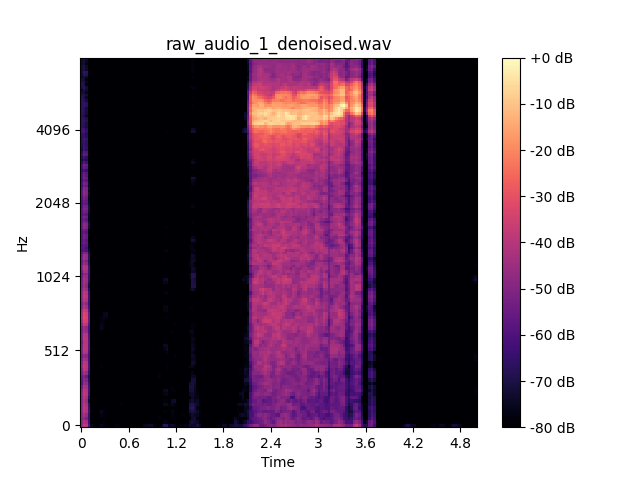 raw_audio_1_denoised.wav
+0 dB
-10 dB
4096
-20 dB
2048
-30 dB
Hz
-40 dB
1024
-50 dB
512
-60 dB
-70 dB
0
-80 dB
0 0.6 1.2 1.8 2.4 3 3.6 4.2 4.8
Time